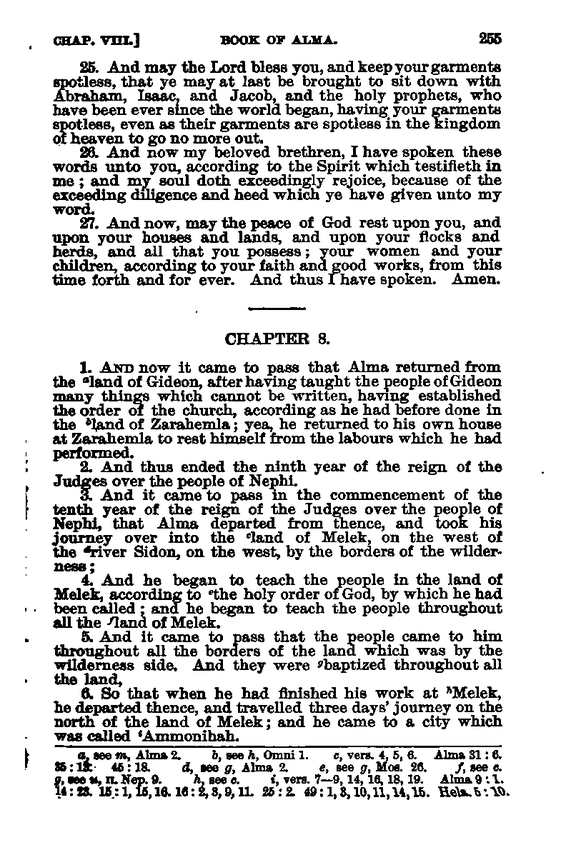 CHAP. VIII.] BOOK OF ALMA. 255
25. And may the Lord bless you, and keep your garments
spotless, that ye may at last be brought to sit down with
Abraham, Isaac, and Jacob, and the holy prophets, who
have been ever since the world began, having your garments
spotless, even as their garments are spotless in the kingdom
of heaven to go no more out.
26. And now my beloved brethren, I have spoken these
words unto you, according to the Spirit which testifieth in
me; and my soul doth exceedingly rejoice, because of the
exceeding diligence and heed which ye have given unto my
word.
27. And now, may the peace of God rest upon you, and
upon your houses and lands, and upon your flocks and
herds, and all that you possess; your women and your
children, according to your faith and good works, from this
time forth and for ever. And thus I have spoken. Amen.
CHAPTER 8.
1. AND now it came to pass that Alma returned from
the ᵃland of Gideon, after having taught the people of Gideon
many things which cannot be written, having established
the order of the church, according as he had before done in
the ᵇland of Zarahemla; yea, he returned to his own house
at Zarahemla to rest himself from the labours which he had
performed.
2. And thus ended the ninth year of the reign of the
Judges over the people of Nephi.
3. And it came to pass in the commencement of the
tenth year of the reign of the Judges over the people of
Nephi, that Alma departed from thence, and took his
journey over into the ᶜland of Melek, on the west of
the ᵈriver Sidon, on the west, by the borders of the wilder-
ness;
4. And he began to teach the people in the land of
Melek, according to ᵉthe holy order of God, by which he had
been called; and he began to teach the people throughout
all the ᶠland of Melek.
5. And it came to pass that the people came to him
throughout all the borders of the land which was by the
wilderness side. And they were ᵍbaptized throughout all
the land,
6. So that when he had finished his work at ʰMelek,
he departed thence, and travelled three days' journey on the
north of the land of Melek; and he came to a city which
was called ⁱAmmonihah.
a, see m, Alma 2. b, see h, Omni 1. c, vers. 4, 5, 6. Alma 31 : 6.
35 : 13. 45 : 18. d, see g, Alma 2. e, see g, Mos. 26. f, see c.
g, see u, II. Nep. 9. h, see c. i, vers. 7—9, 14, 16, 18, 19. Alma 9 : 1.
14 : 23. 15 : 1, 15, 16. 16 : 2, 3, 9, 11. 25 : 2. 49 : 1, 3, 10, 11, 14, 15. Hela. 5 : 10.